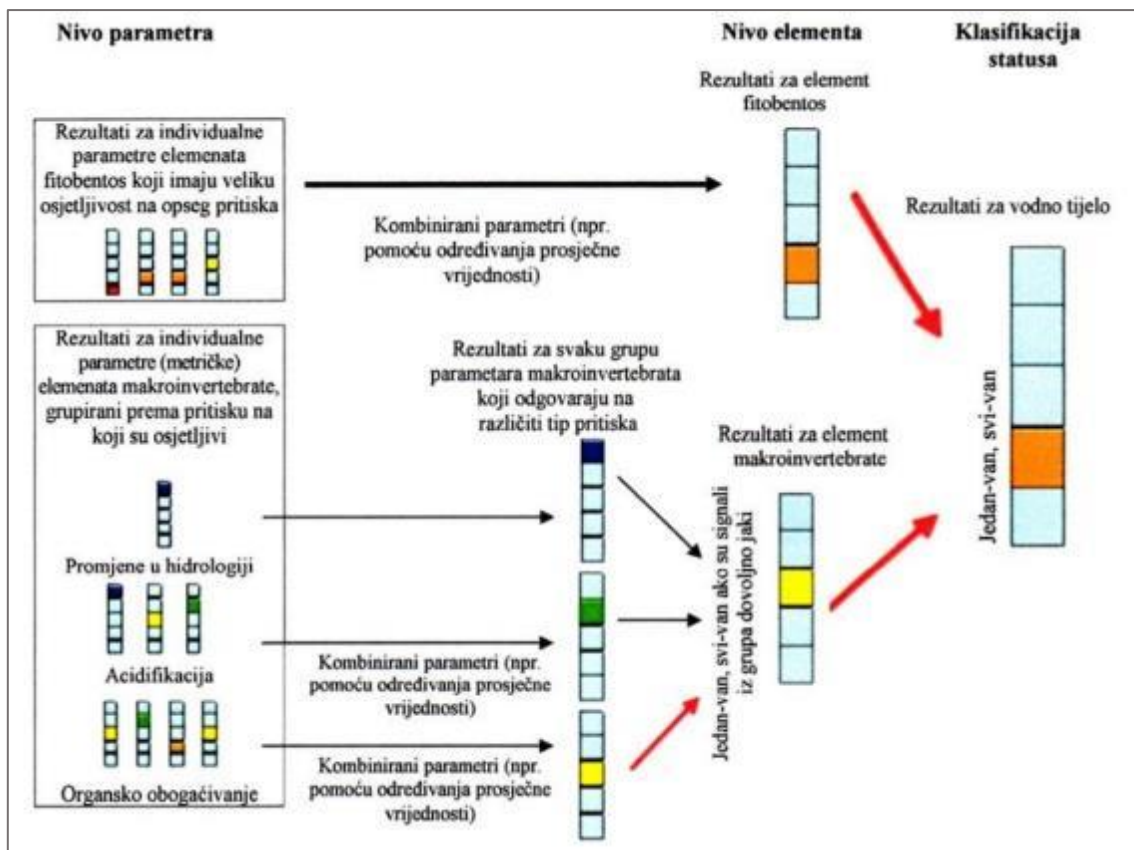 Nivo parametra
Nivo elementa
Klasifikacija
statusa
Rezultati za element
fitobentos
Rezultati za individualne
parametre elemenata
fitobentos koji imaju veliku
osjetljivost na opseg pritiska
Kombinirani parametri (npr.
pomoću određivanja prosječne
vrijednosti)
Rezultati za vodno tijelo
Rezultati za individualne
parametre (metričke)
elemenata makroinvertebrate,
grupirani prema pritisku na
koji su osjetljivi
Rezultati za svaku grupu
parametara makroinvertebrata
koji odgovaraju na
različiti tip pritiska
Rezultati za element
makroinvertebrate
Jedan-van, svi-van
Promjene u hidrologiji
Jedan-van, svi-van ako su signali
iz grupa dovoljno jaki
Acidifikacija
Kombinirani parametri (npr.
pomoću određivanja prosječne
vrijednosti)
Organsko obogaćivanje
Kombinirani parametri (npr.
pomoću određivanja prosječne
vrijednosti)